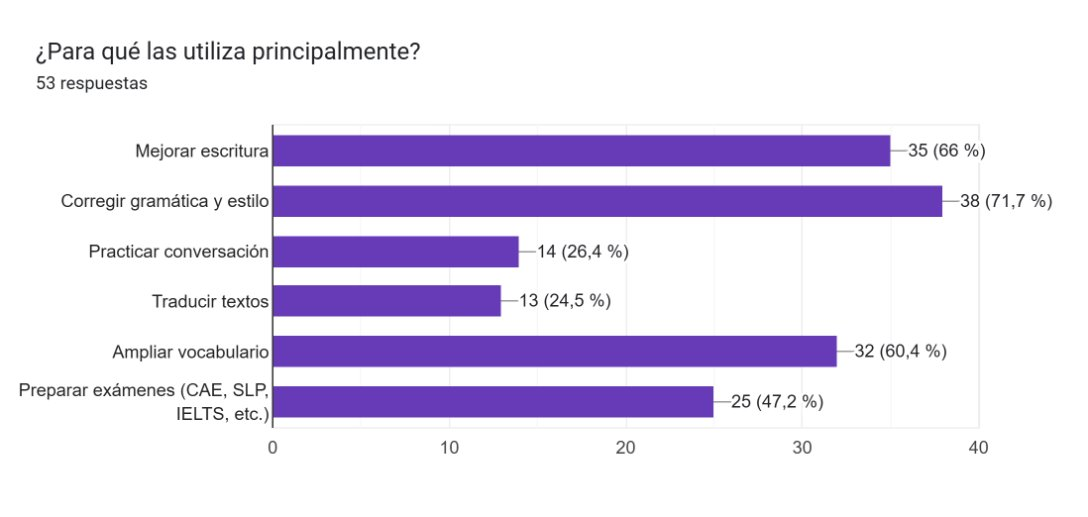 ¿Para qué las utiliza principalmente?
53 respuestas
Mejorar escritura 35 (66 %)
Corregir gramática y estilo 38 (71,7 %)
Practicar conversación 14 (26,4 %)
Traducir textos 13 (24,5 %)
Ampliar vocabulario 32 (60,4 %)
Preparar exámenes (CAE, SLP,
IELTS, etc.) 25 (47,2 %)
0 10 20 30 40